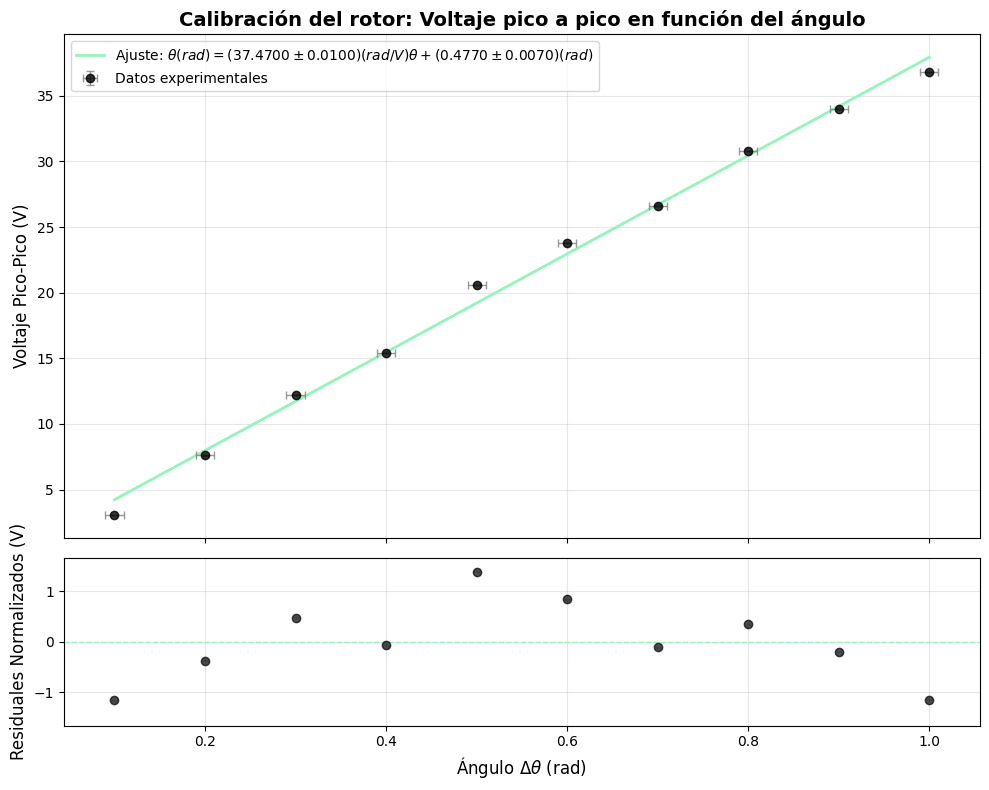 Calibración del rotor: Voltaje pico a pico en función del ángulo
Ajuste: θ(rad) = (37.4700 ± 0.0100)(rad/V)θ + (0.4770 ± 0.0070)(rad)
Datos experimentales
Voltaje Pico-Pico (V)
35
30
25
20
15
10
5
Residuales Normalizados (V)
1
0
−1
0.2 0.4 0.6 0.8 1.0
Ángulo Δθ (rad)